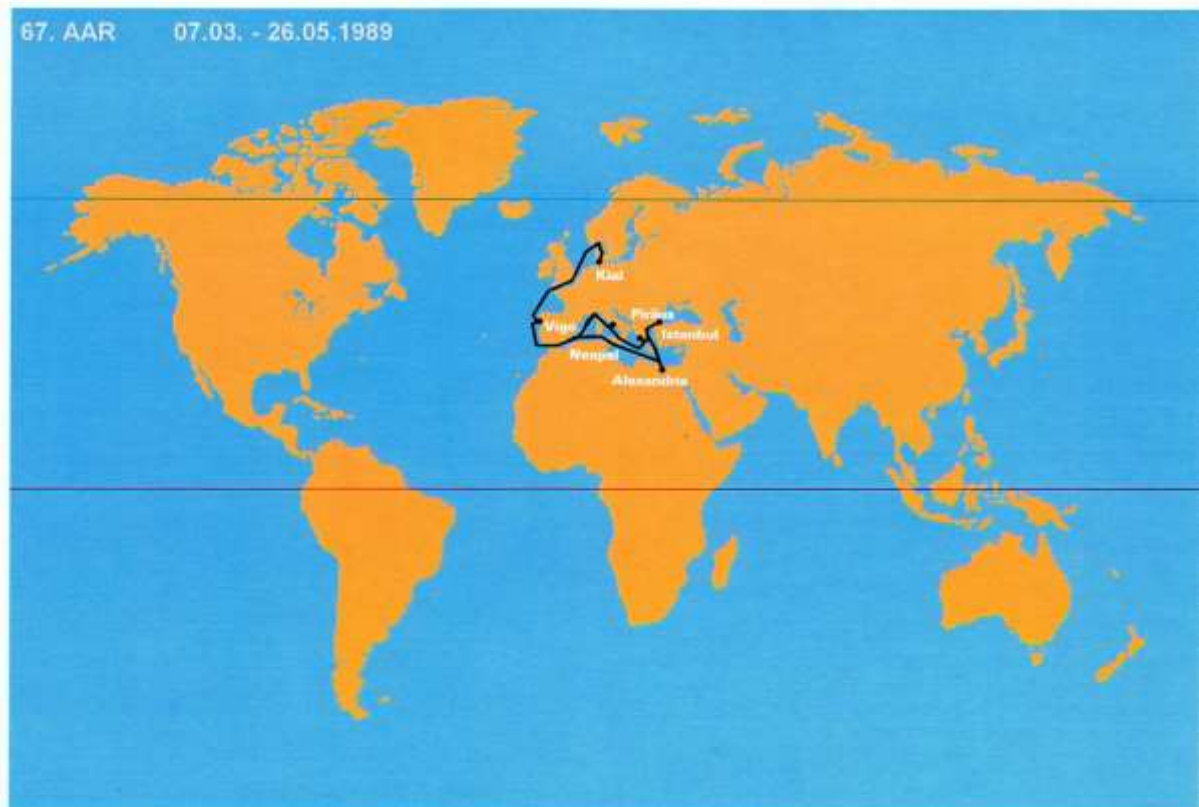 67. AAR 07.03. - 26.05.1989
Kiel
Vigo
Piräus
Istanbul
Neapel
Alexandria